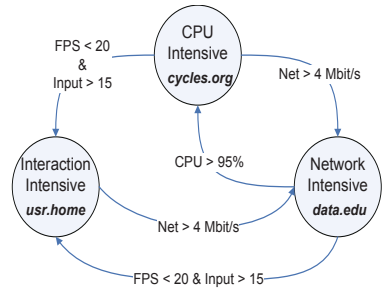 CPU
Intensive
cycles.org
FPS < 20
&
Input > 15
Net > 4 Mbit/s
CPU > 95%
Interaction
Intensive
usr.home
Network
Intensive
data.edu
Net > 4 Mbit/s
FPS < 20 & Input > 15